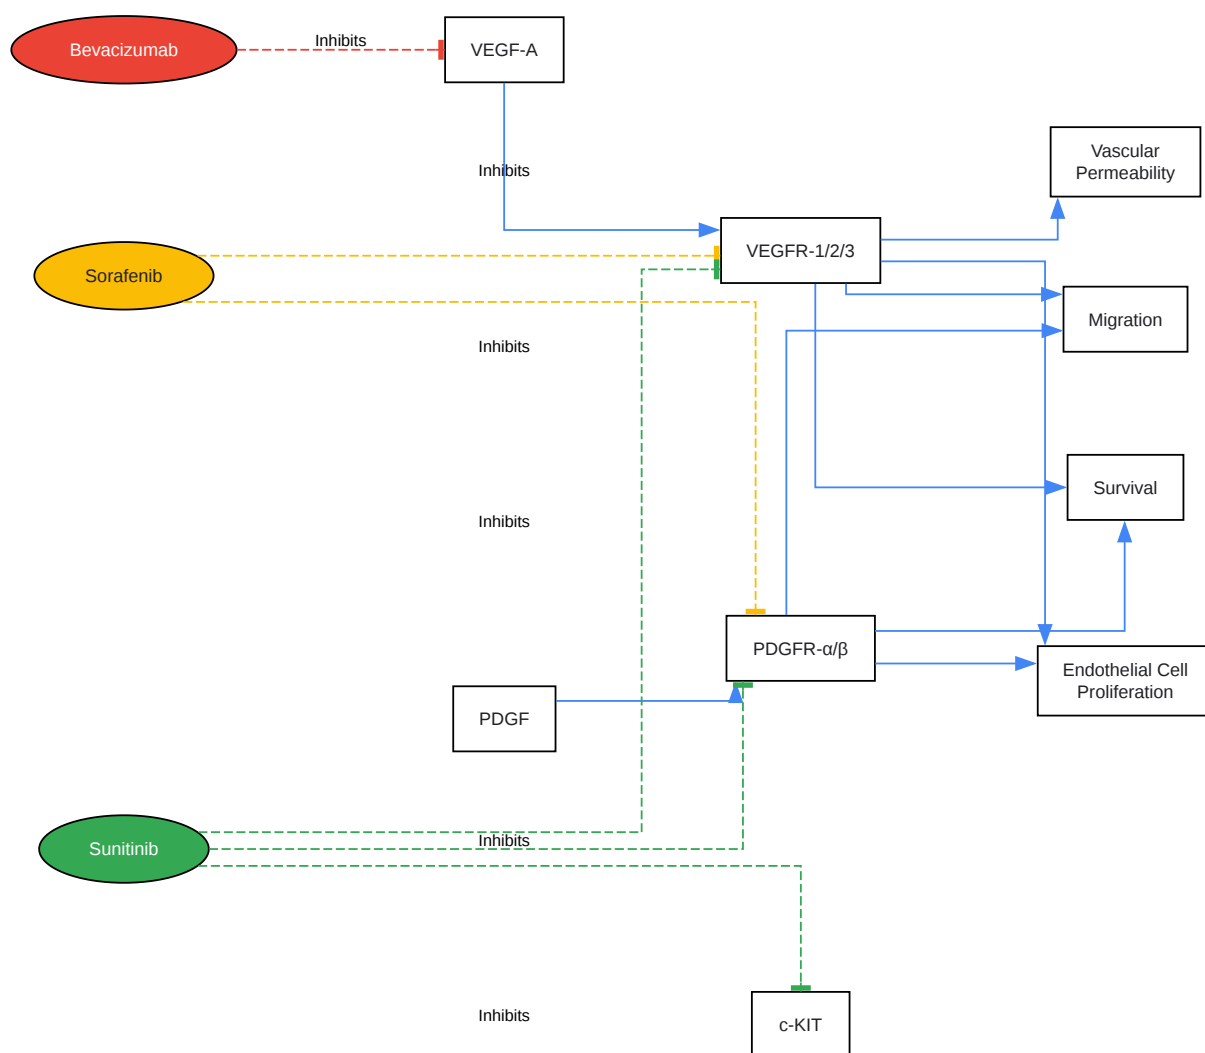 Bevacizumab
Inhibits
VEGF-A
Vascular
Permeability
Inhibits
VEGFR-1/2/3
Sorafenib
Migration
Inhibits
Survival
Inhibits
PDGFR-α/β
Endothelial Cell
Proliferation
PDGF
Inhibits
Sunitinib
Inhibits
c-KIT